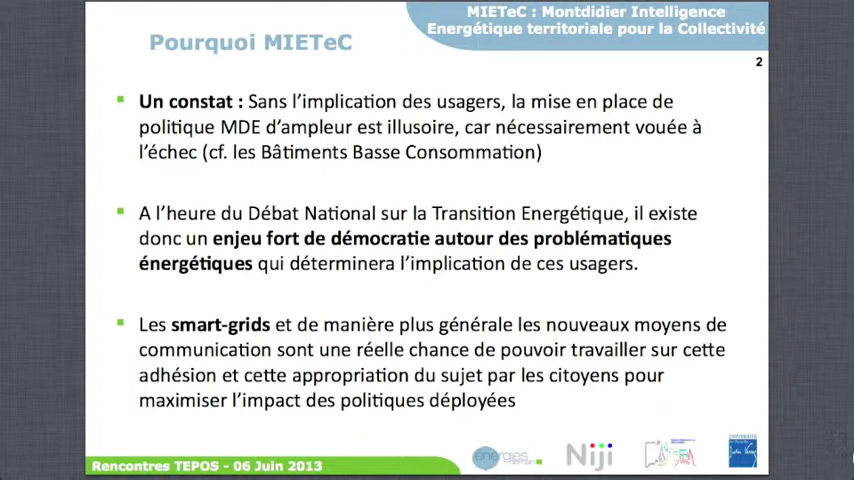 MIETeC : Montdidier Intelligence
Energétique territoriale pour la Collectivité
Pourquoi MIETeC
2
Un constat : Sans l'implication des usagers, la mise en place de
politique MDE d'ampleur est illusoire, car nécessairement vouée à
l'échec (cf. les Bâtiments Basse Consommation)
A l'heure du Débat National sur la Transition Energétique, il existe
donc un enjeu fort de démocratie autour des problématiques
énergétiques qui déterminera l'implication de ces usagers.
Les smart-grids et de manière plus générale les nouveaux moyens de
communication sont une réelle chance de pouvoir travailler sur cette
adhésion et cette appropriation du sujet par les citoyens pour
maximiser l'impact des politiques déployées
Rencontres TEPOS - 06 Juin 2013
énergies
Niji